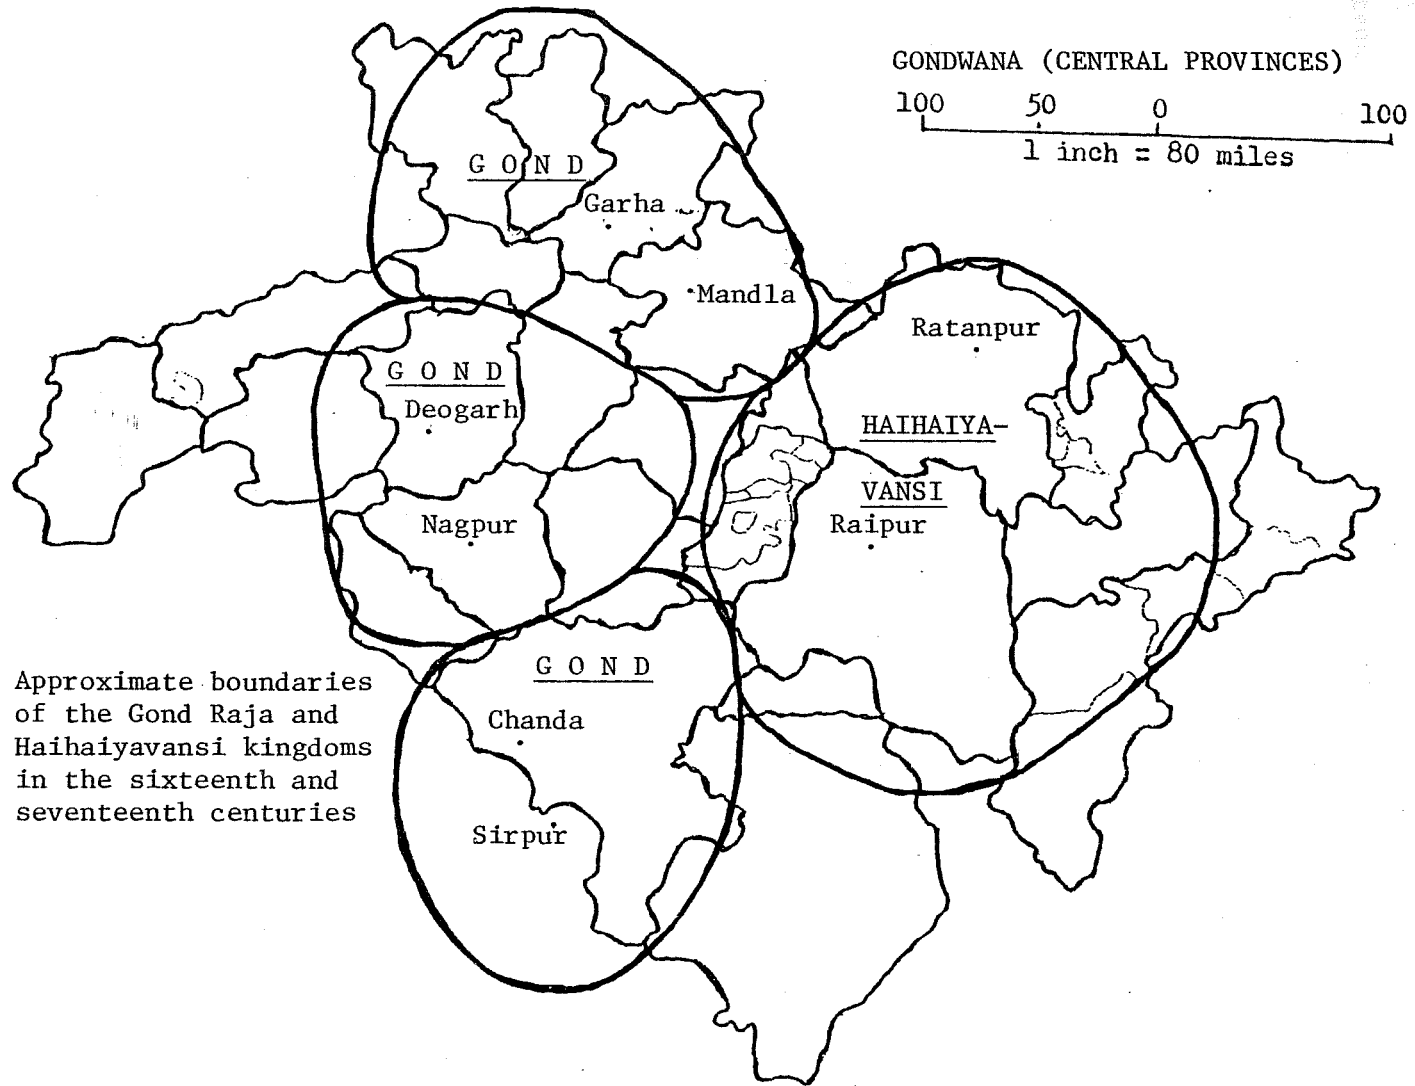 GONDWANA (CENTRAL PROVINCES)
100 50 0 100
1 inch = 80 miles
G O N D
Garha
Mandla
Ratanpur
G O N D
Deogarh
HAIHAIYA-
VANSI
Nagpur
Raipur
G O N D
Chanda
Sirpur
Approximate boundaries
of the Gond Raja and
Haihaiyavansi kingdoms
in the sixteenth and
seventeenth centuries